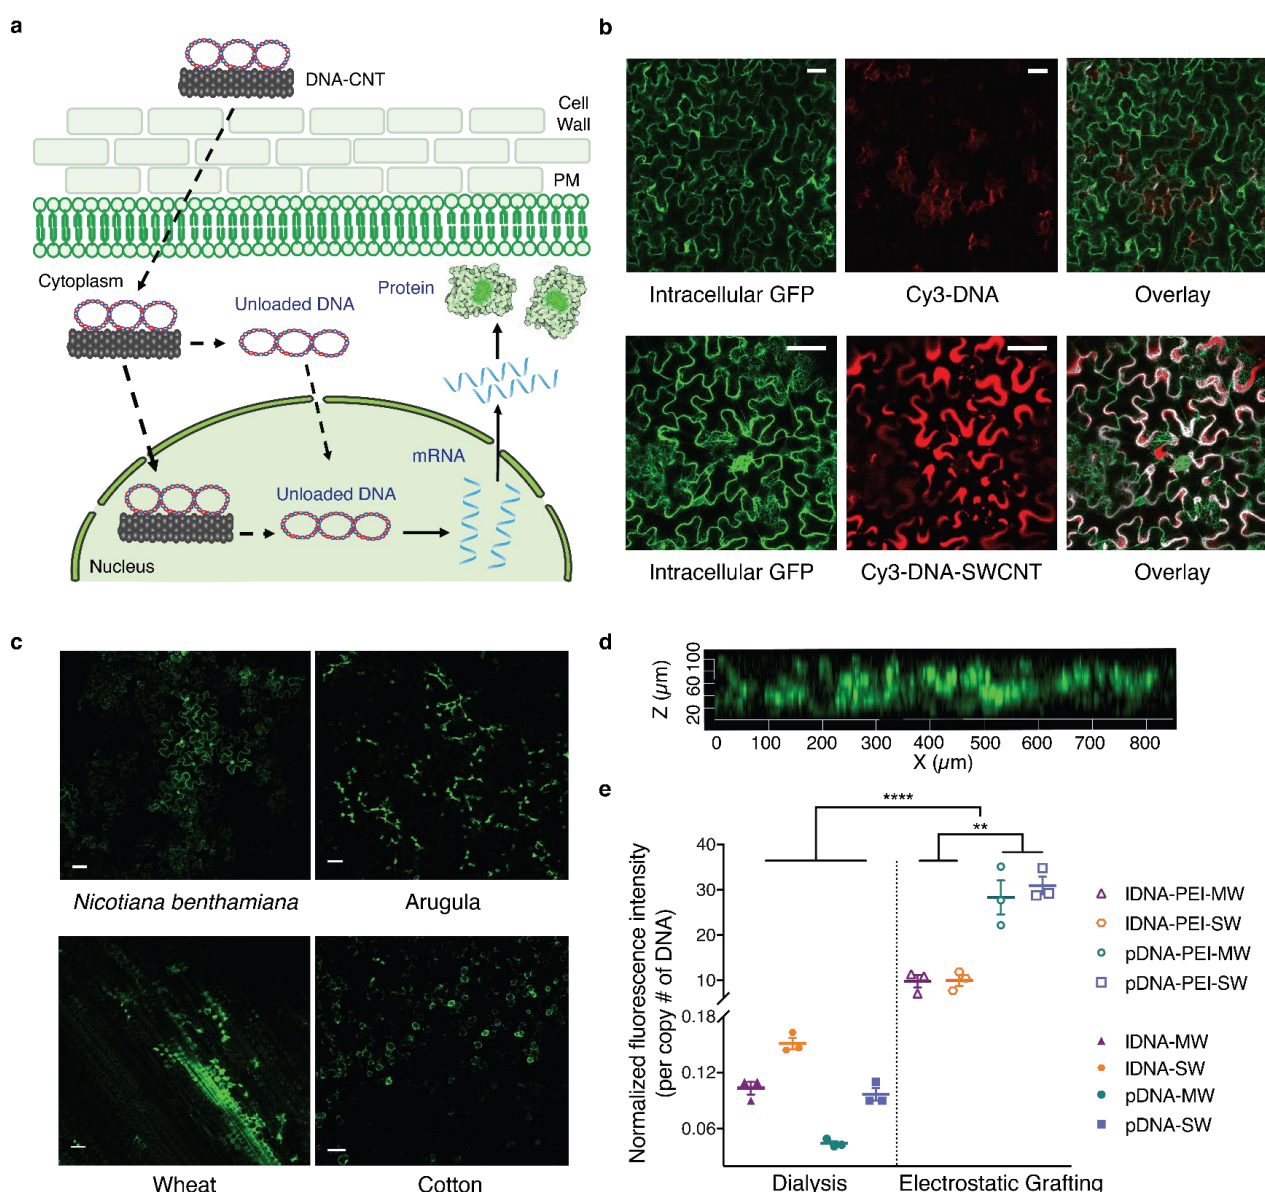 a
DNA-CNT
Cell
Wall
PM
Cytoplasm
Unloaded DNA
Protein
mRNA
Unloaded DNA
Nucleus
b
Intracellular GFP
Cy3-DNA
Overlay
Intracellular GFP
Cy3-DNA-SWCNT
Overlay
c
Nicotiana benthamiana
Arugula
Wheat
Cotton
d
Z (µm)
20 60 100
0 100 200 300 400 500 600 700 800
X (µm)
e
****
**
Normalized fluorescence intensity
(per copy # of DNA)
40
30
20
10
0.18
0.12
0.06
Dialysis
Electrostatic Grafting
lDNA-PEI-MW
lDNA-PEI-SW
pDNA-PEI-MW
pDNA-PEI-SW
lDNA-MW
lDNA-SW
pDNA-MW
pDNA-SW